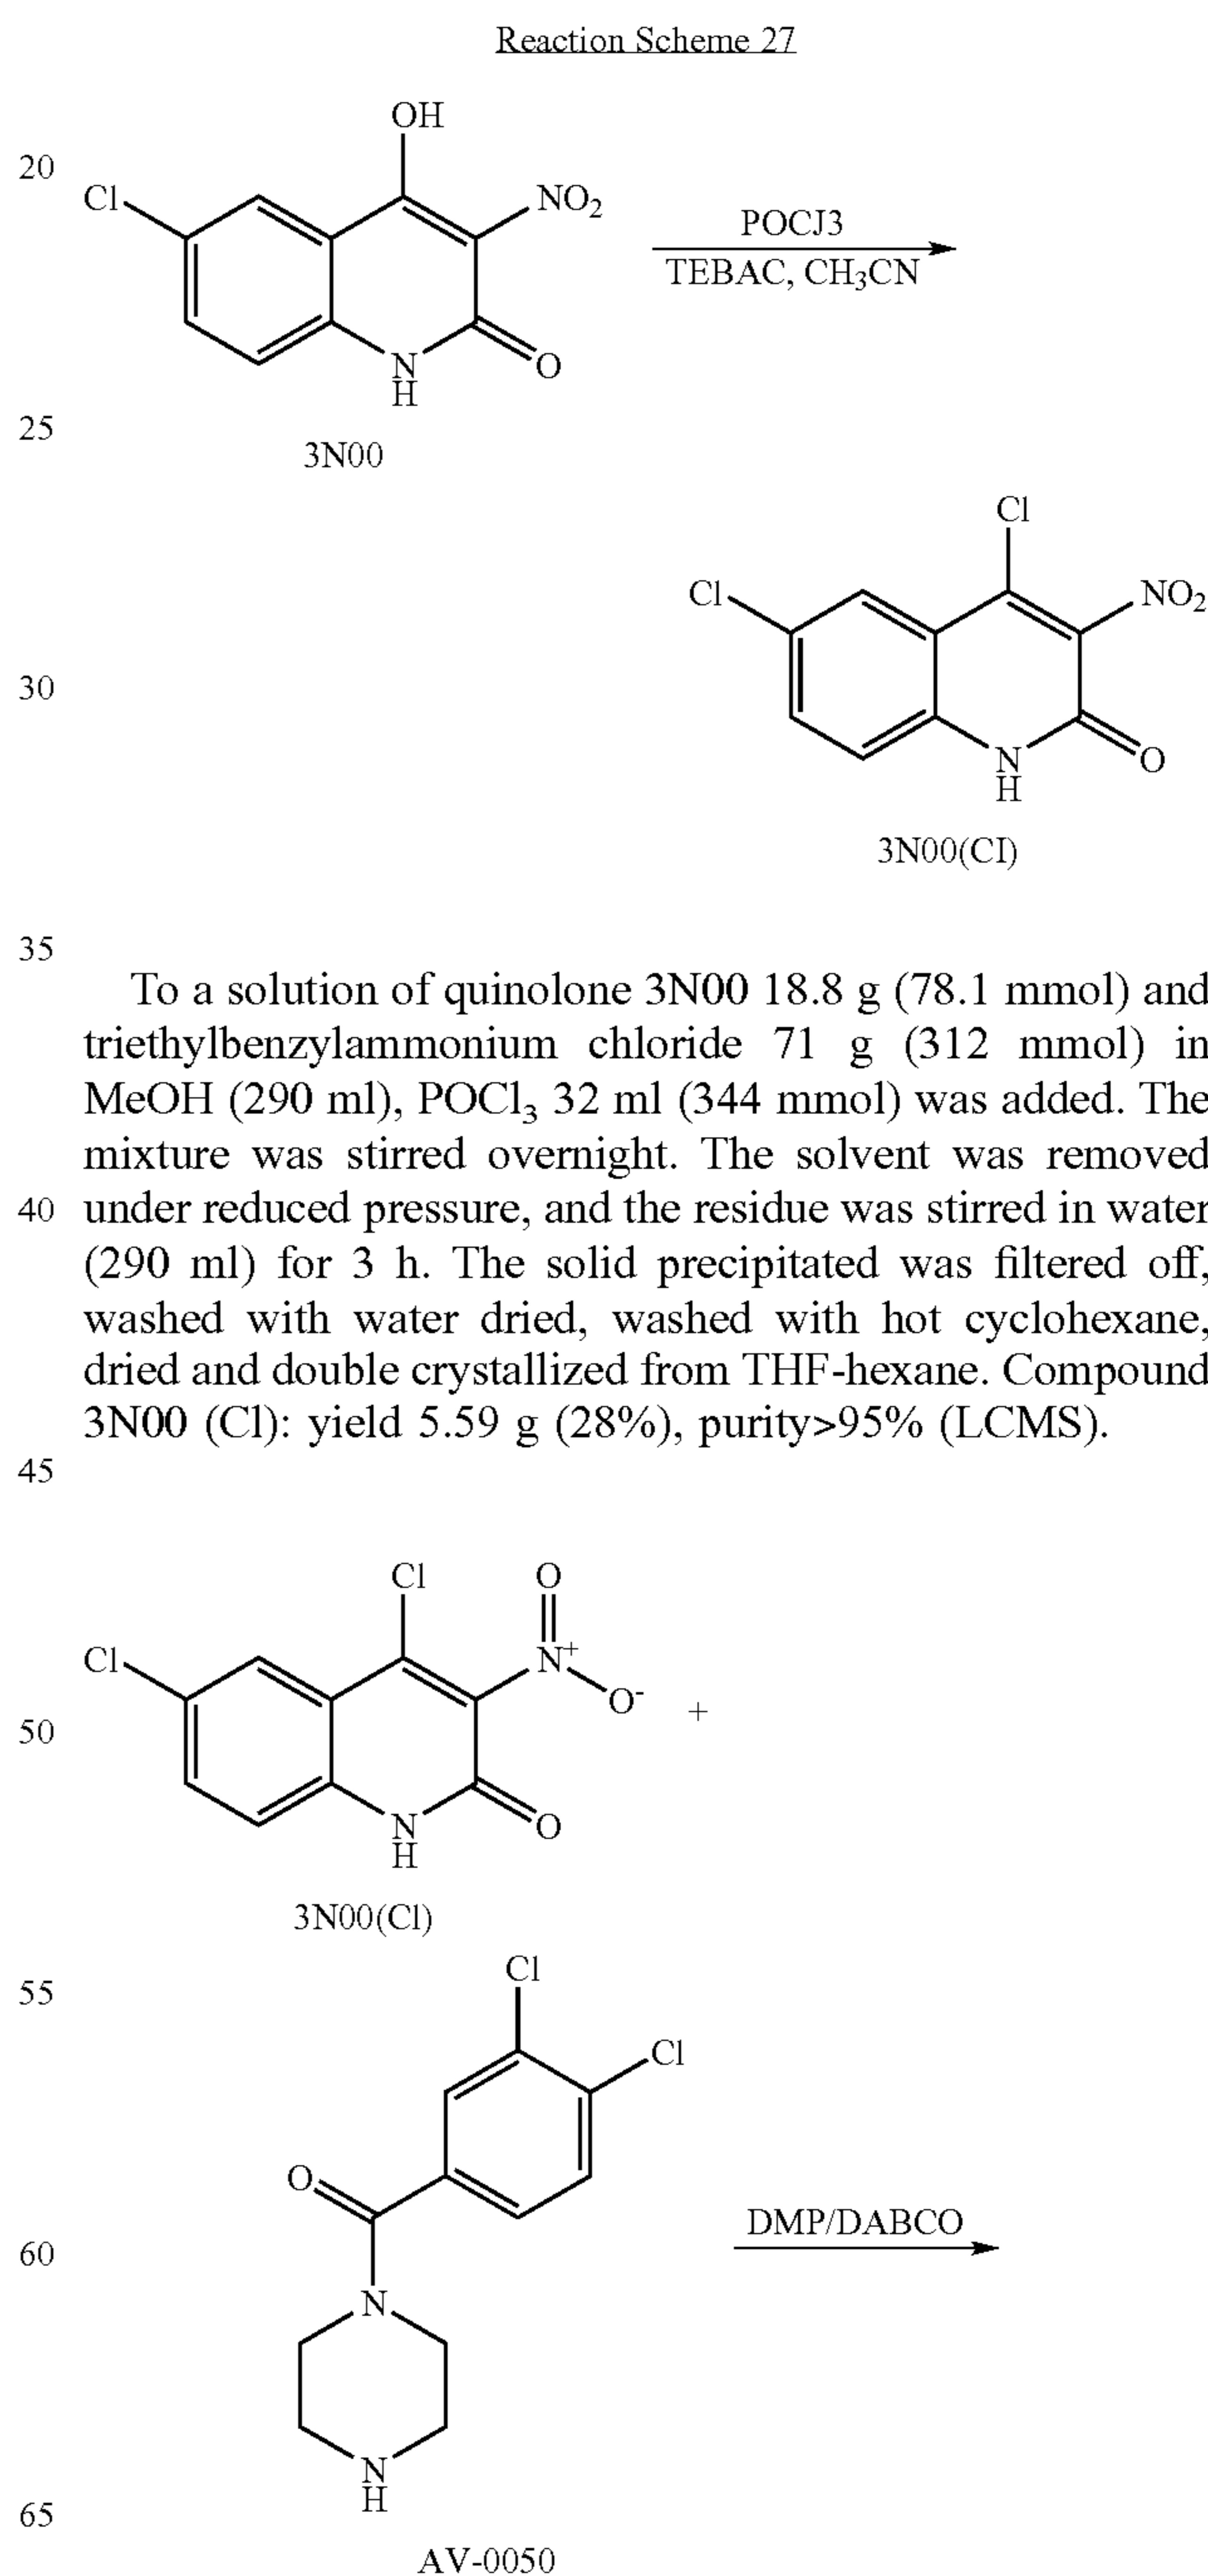 Reaction Scheme 27
OH
20
Cl
NO2
POCJ3
TEBAC, CH3CN
N
H
O
25
3N00
Cl
Cl
NO2
30
N
H
O
3N00(CI)
35
To a solution of quinolone 3N00 18.8 g (78.1 mmol) and
triethylbenzylammonium chloride 71 g (312 mmol) in
MeOH (290 ml), POCl3 32 ml (344 mmol) was added. The
mixture was stirred overnight. The solvent was removed
40 under reduced pressure, and the residue was stirred in water
(290 ml) for 3 h. The solid precipitated was filtered off,
washed with water dried, washed with hot cyclohexane,
dried and double crystallized from THF-hexane. Compound
3N00 (Cl): yield 5.59 g (28%), purity>95% (LCMS).
45
Cl
O
Cl
N+
O-
+
50
N
H
O
3N00(Cl)
55
Cl
Cl
O
DMP/DABCO
60
N
N
H
65
AV-0050